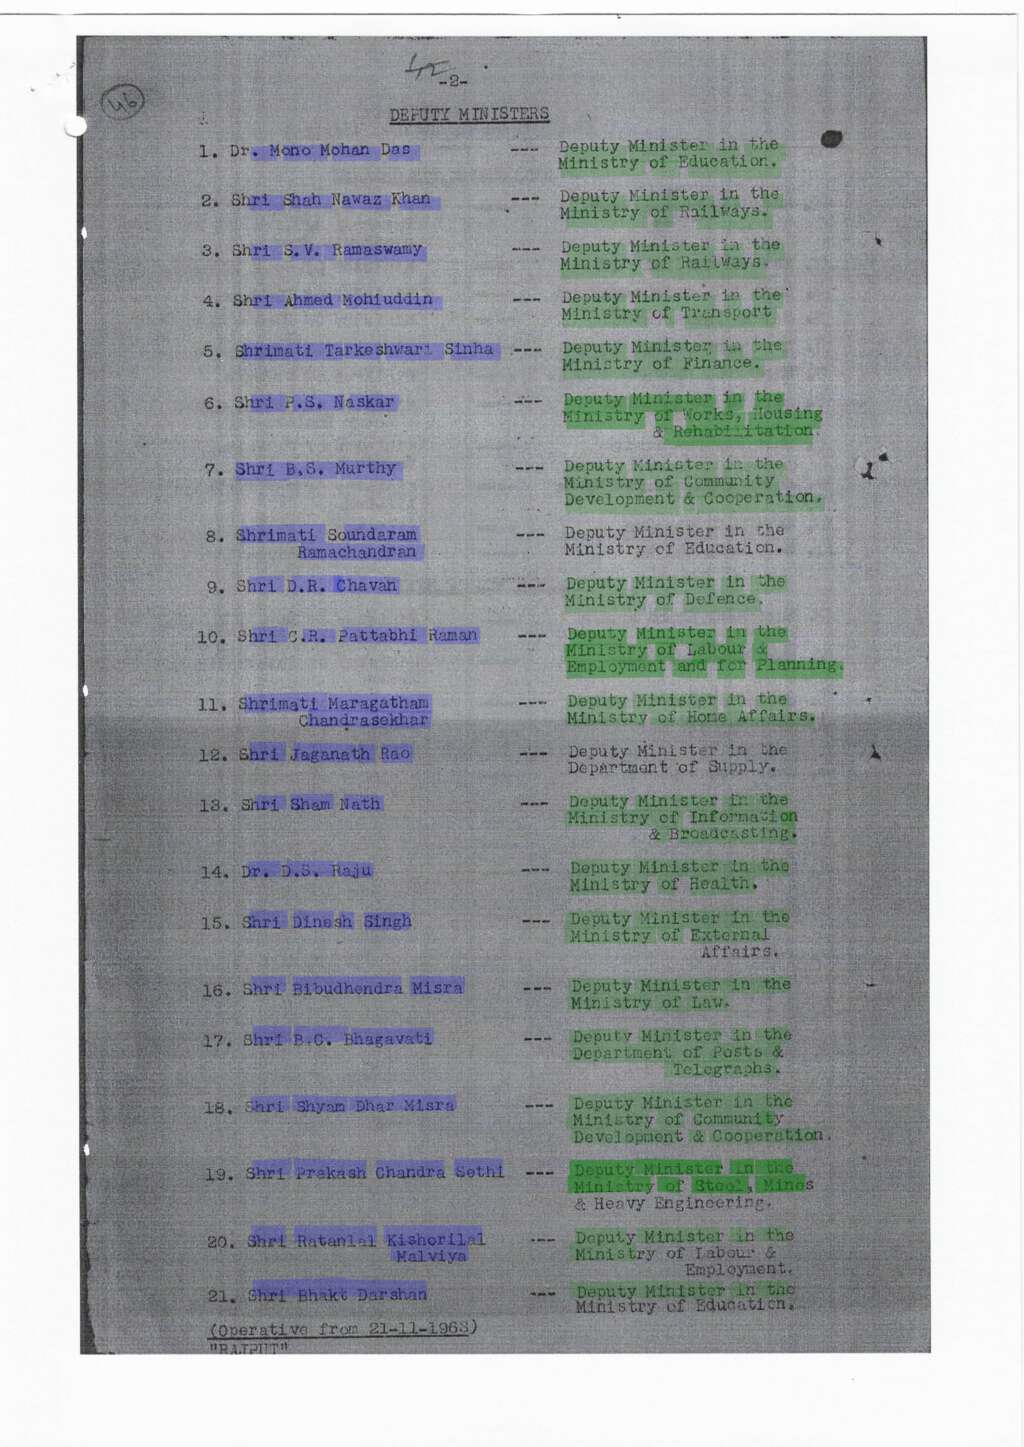 42
-2-
46
DEPUTY MINISTERS
1. Dr. Mono Mohan Das --- Deputy Minister in the
Ministry of Education.
2. Shri Shah Nawaz Khan --- Deputy Minister in the
Ministry of Railways.
3. Shri S.V. Ramaswamy --- Deputy Minister in the
Ministry of Railways.
4. Shri Ahmed Mohiuddin --- Deputy Minister in the
Ministry of Transport
5. Shrimati Tarkeshwari Sinha --- Deputy Minister in the
Ministry of Finance.
6. Shri P.S. Naskar --- Deputy Minister in the
Ministry of Works, Housing
& Rehabilitation.
7. Shri B.S. Murthy --- Deputy Minister in the
Ministry of Community
Development & Cooperation.
8. Shrimati Soundaram --- Deputy Minister in the
Ramachandran Ministry of Education.
9. Shri D.R. Chavan --- Deputy Minister in the
Ministry of Defence.
10. Shri C.R. Pattabhi Raman --- Deputy Minister in the
Ministry of Labour &
Employment and for Planning.
11. Shrimati Maragatham --- Deputy Minister in the
Chandrasekhar Ministry of Home Affairs.
12. Shri Jaganath Rao --- Deputy Minister in the
Department of Supply.
13. Shri Sham Nath --- Deputy Minister in the
Ministry of Information
& Broadcasting.
14. Dr. D.S. Raju --- Deputy Minister in the
Ministry of Health.
15. Shri Dinesh Singh --- Deputy Minister in the
Ministry of External
Affairs.
16. Shri Bibudhendra Misra --- Deputy Minister in the
Ministry of Law.
17. Shri B.C. Bhagavati --- Deputy Minister in the
Department of Posts &
Telegraphs.
18. Shri Shyam Dhar Misra --- Deputy Minister in the
Ministry of Community
Development & Cooperation.
19. Shri Prakash Chandra Sethi --- Deputy Minister in the
Ministry of Steel, Mines
& Heavy Engineering.
20. Shri Ratanlal Kishorilal --- Deputy Minister in the
Malviya Ministry of Labour &
Employment.
21. Shri Bhakt Darshan --- Deputy Minister in the
Ministry of Education.
(Operative from 21-11-1963)
"RAJPUT"